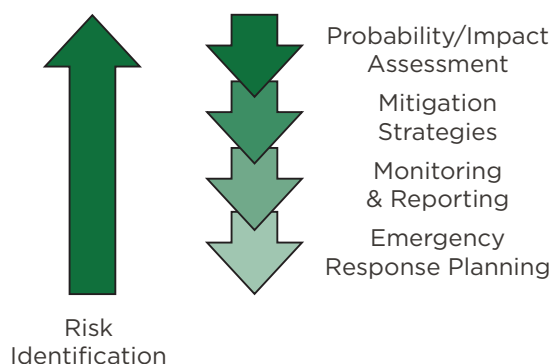 Probability/Impact
Assessment
Mitigation
Strategies
Monitoring
& Reporting
Emergency
Response Planning
Risk
Identification